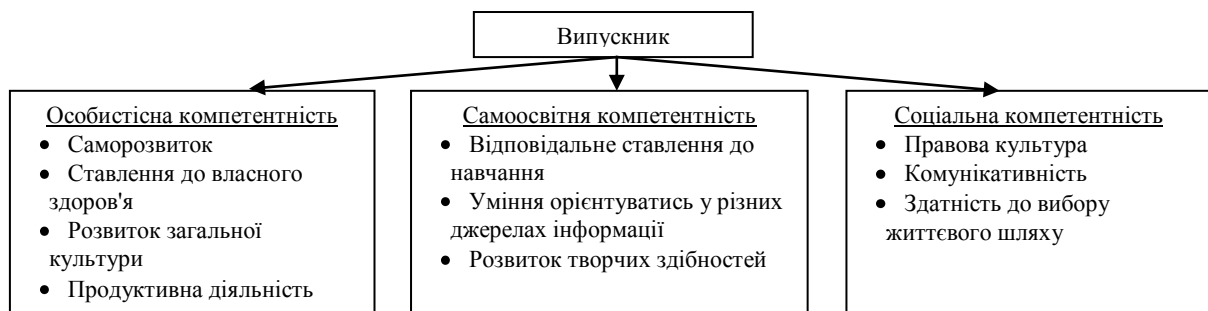 Випускник
Особистісна компетентність
• Саморозвиток
• Ставлення до власного
здоров'я
• Розвиток загальної
культури
• Продуктивна діяльність
Самоосвітня компетентність
• Відповідальне ставлення до
навчання
• Уміння орієнтуватись у різних
джерелах інформації
• Розвиток творчих здібностей
Соціальна компетентність
• Правова культура
• Комунікативність
• Здатність до вибору
життєвого шляху